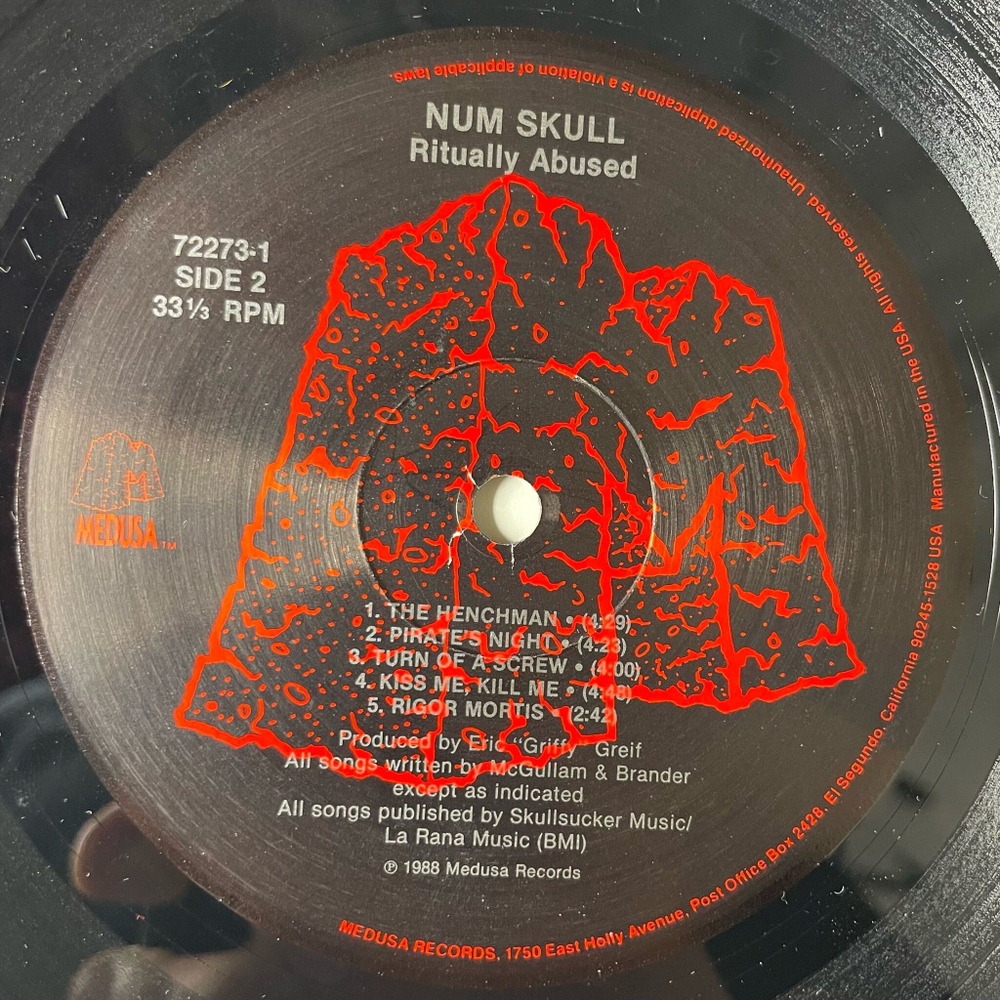 NUM SKULL
Ritually Abused
72273-1
SIDE 2
33⅓ RPM
MEDUSA™
1. THE HENCHMAN • (4:29)
2. PIRATE'S NIGHT • (4:23)
3. TURN OF A SCREW • (4:00)
4. KISS ME, KILL ME • (4:48)
5. RIGOR MORTIS • (2:42)
Produced by Eric "Griffy" Greif
All songs written by McGullam & Brander
except as indicated
All songs published by Skullsucker Music/
La Rana Music (BMI)
℗ 1988 Medusa Records
MEDUSA RECORDS, 1750 East Holly Avenue, Post Office Box 2428, El Segundo, California 90245-1528 USA Manufactured in the USA. All rights reserved. Unauthorized duplication is a violation of applicable laws.